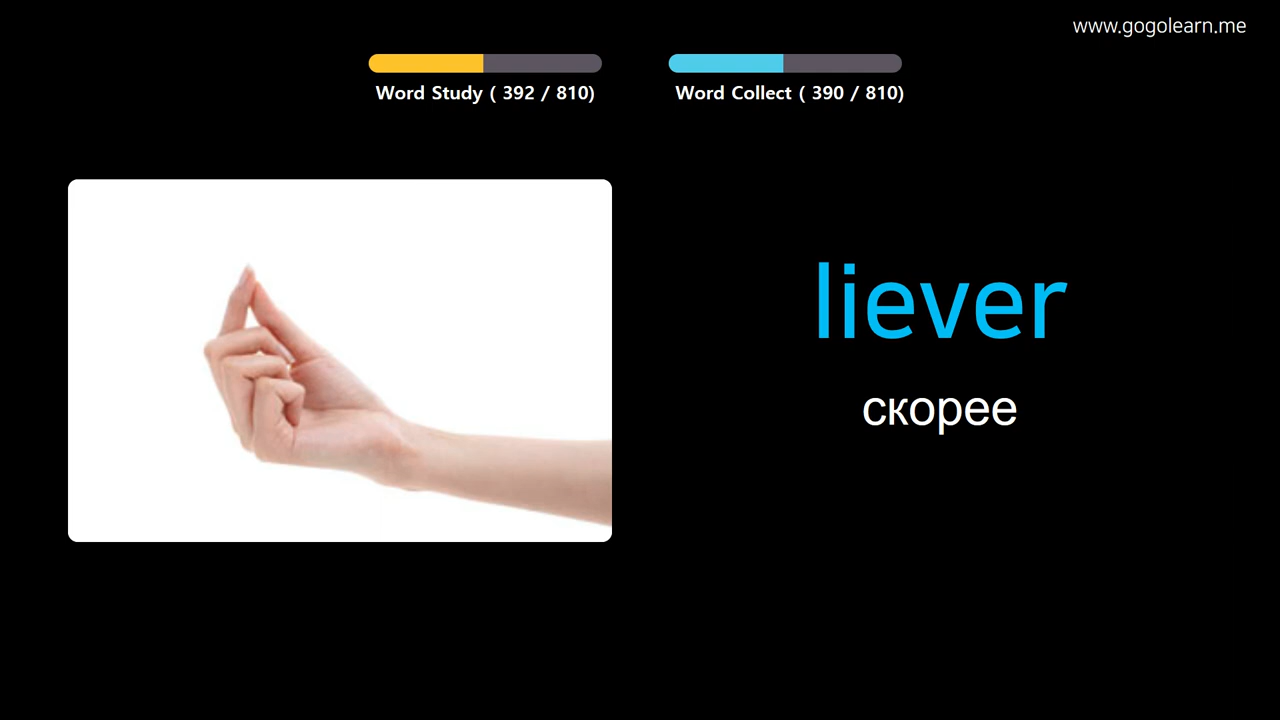 www.gogolearn.me
Word Study ( 392 / 810)
Word Collect ( 390 / 810)
liever
скорее